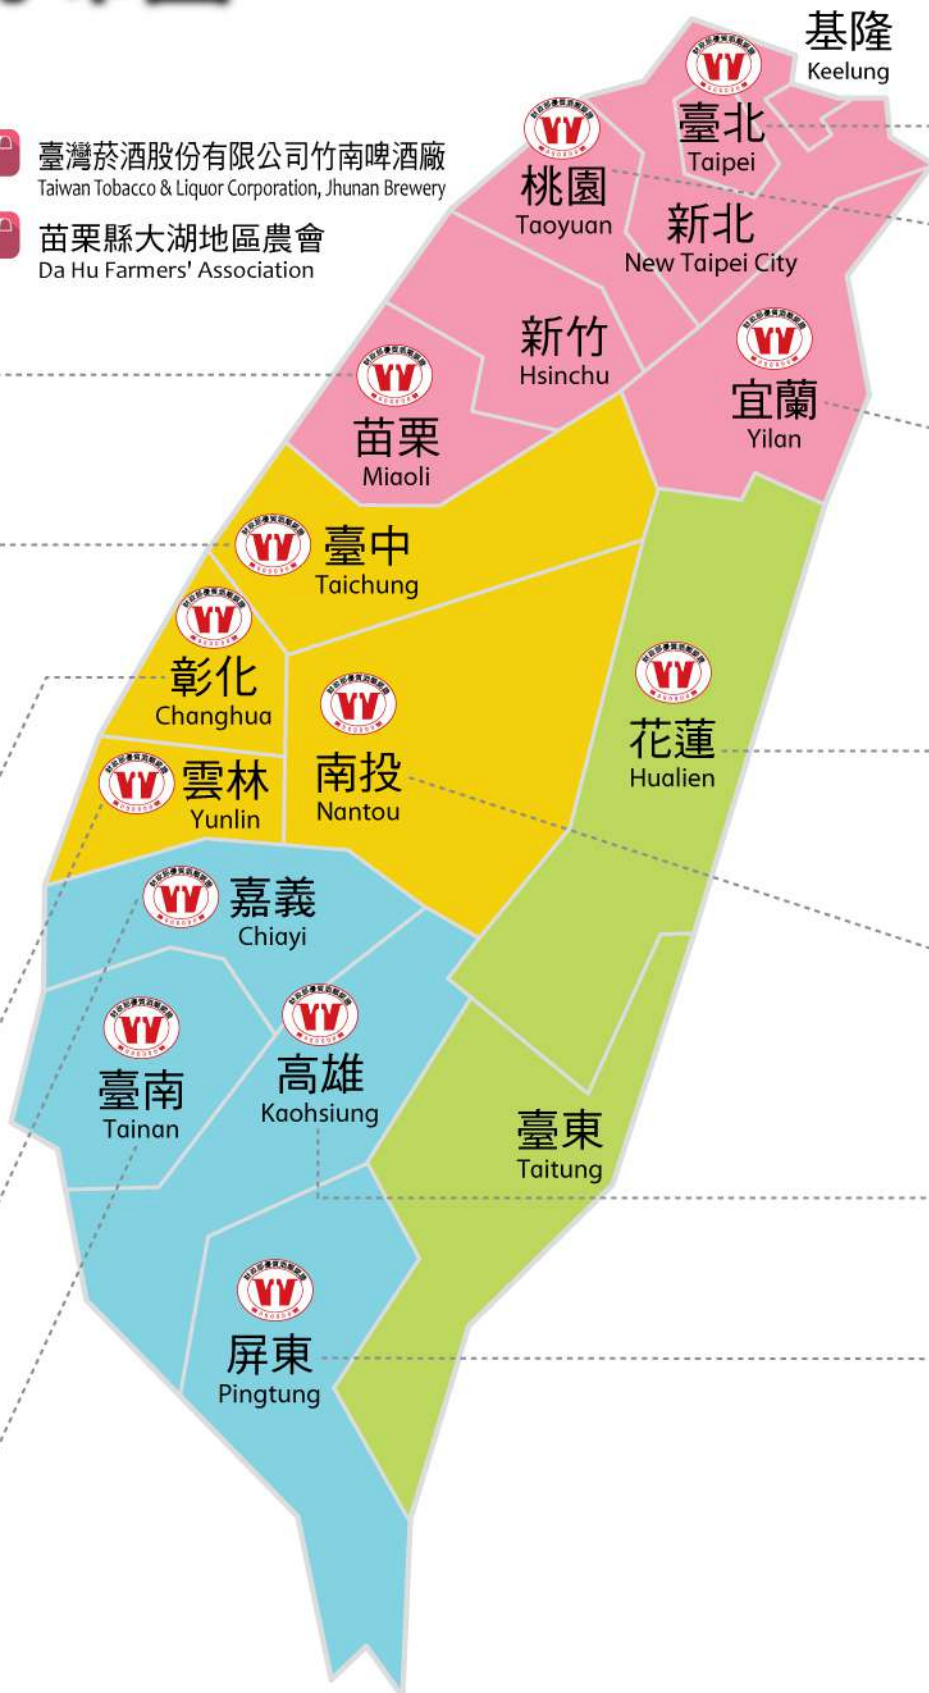 基隆
Keelung
臺北
Taipei
臺灣菸酒股份有限公司竹南啤酒廠
Taiwan Tobacco & Liquor Corporation, Jhunan Brewery
桃園
Taoyuan
新北
New Taipei City
苗栗縣大湖地區農會
Da Hu Farmers' Association
新竹
Hsinchu
宜蘭
Yilan
苗栗
Miaoli
臺中
Taichung
彰化
Changhua
花蓮
Hualien
南投
Nantou
雲林
Yunlin
嘉義
Chiayi
高雄
Kaohsiung
臺南
Tainan
臺東
Taitung
屏東
Pingtung